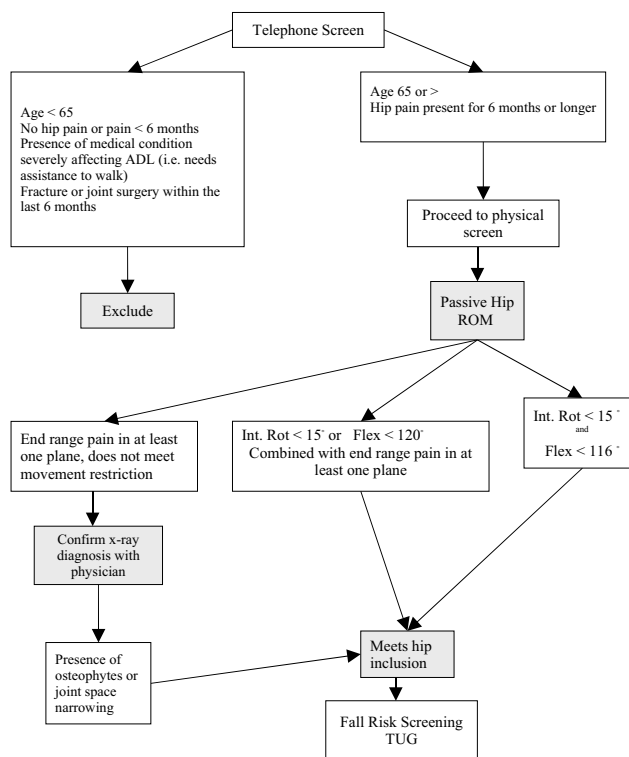 Telephone Screen
Age < 65
No hip pain or pain < 6 months
Presence of medical condition
severely affecting ADL (i.e. needs
assistance to walk)
Fracture or joint surgery within the
last 6 months
Age 65 or >
Hip pain present for 6 months or longer
Proceed to physical
screen
Exclude
Passive Hip
ROM
End range pain in at least
one plane, does not meet
movement restriction
Int. Rot < 15˚ or Flex < 120˚
Combined with end range pain in at
least one plane
Int. Rot < 15 ˚
and
Flex < 116 ˚
Confirm x-ray
diagnosis with
physician
Presence of
osteophytes or
joint space
narrowing
Meets hip
inclusion
Fall Risk Screening
TUG